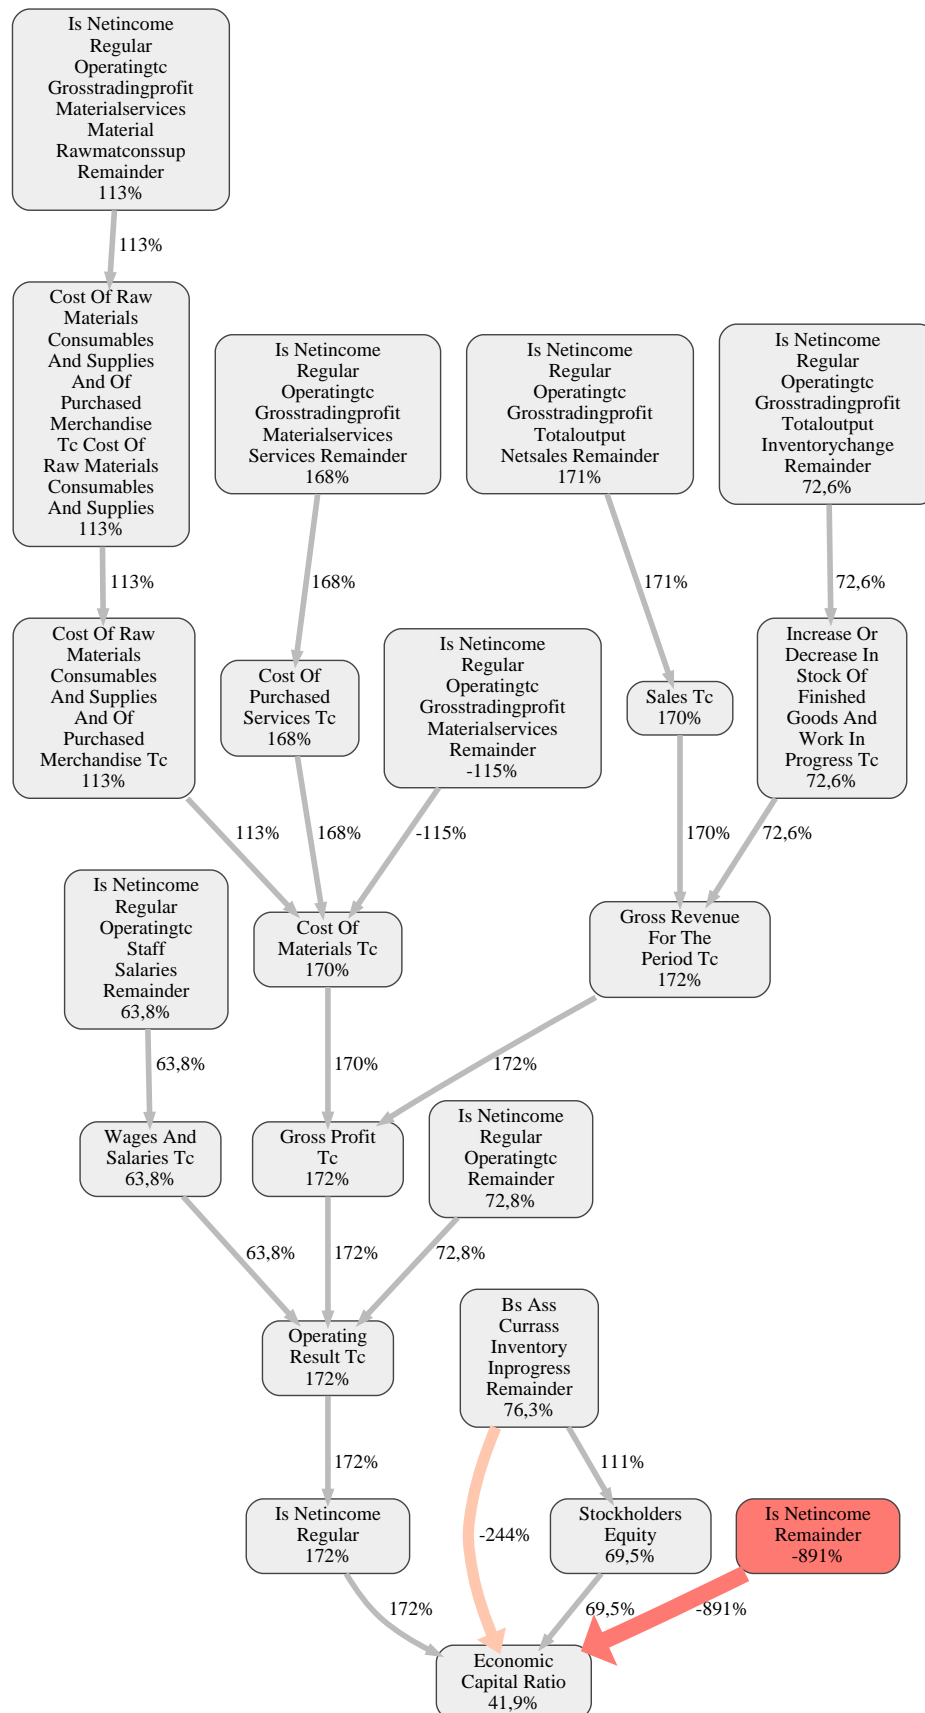 Is Netincome
Regular
Operatingtc
Grosstradingprofit
Materialservices
Material
Rawmatconssup
Remainder
113%
113%
Cost Of Raw
Materials
Consumables
And Supplies
And Of
Purchased
Merchandise
Tc Cost Of
Raw Materials
Consumables
And Supplies
113%
Is Netincome
Regular
Operatingtc
Grosstradingprofit
Materialservices
Services Remainder
168%
Is Netincome
Regular
Operatingtc
Grosstradingprofit
Totaloutput
Netsales Remainder
171%
Is Netincome
Regular
Operatingtc
Grosstradingprofit
Totaloutput
Inventorychange
Remainder
72,6%
113%
168%
171%
72,6%
Cost Of Raw
Materials
Consumables
And Supplies
And Of
Purchased
Merchandise Tc
113%
Cost Of
Purchased
Services Tc
168%
Is Netincome
Regular
Operatingtc
Grosstradingprofit
Materialservices
Remainder
-115%
Sales Tc
170%
Increase Or
Decrease In
Stock Of
Finished
Goods And
Work In
Progress Tc
72,6%
113%
168%
-115%
170%
72,6%
Is Netincome
Regular
Operatingtc
Staff
Salaries
Remainder
63,8%
Cost Of
Materials Tc
170%
Gross Revenue
For The
Period Tc
172%
63,8%
170%
172%
Wages And
Salaries Tc
63,8%
Gross Profit
Tc
172%
Is Netincome
Regular
Operatingtc
Remainder
72,8%
63,8%
172%
72,8%
Operating
Result Tc
172%
Bs Ass
Currass
Inventory
Inprogress
Remainder
76,3%
172%
111%
Is Netincome
Regular
172%
-244%
Stockholders
Equity
69,5%
Is Netincome
Remainder
-891%
172%
69,5%
-891%
Economic
Capital Ratio
41,9%